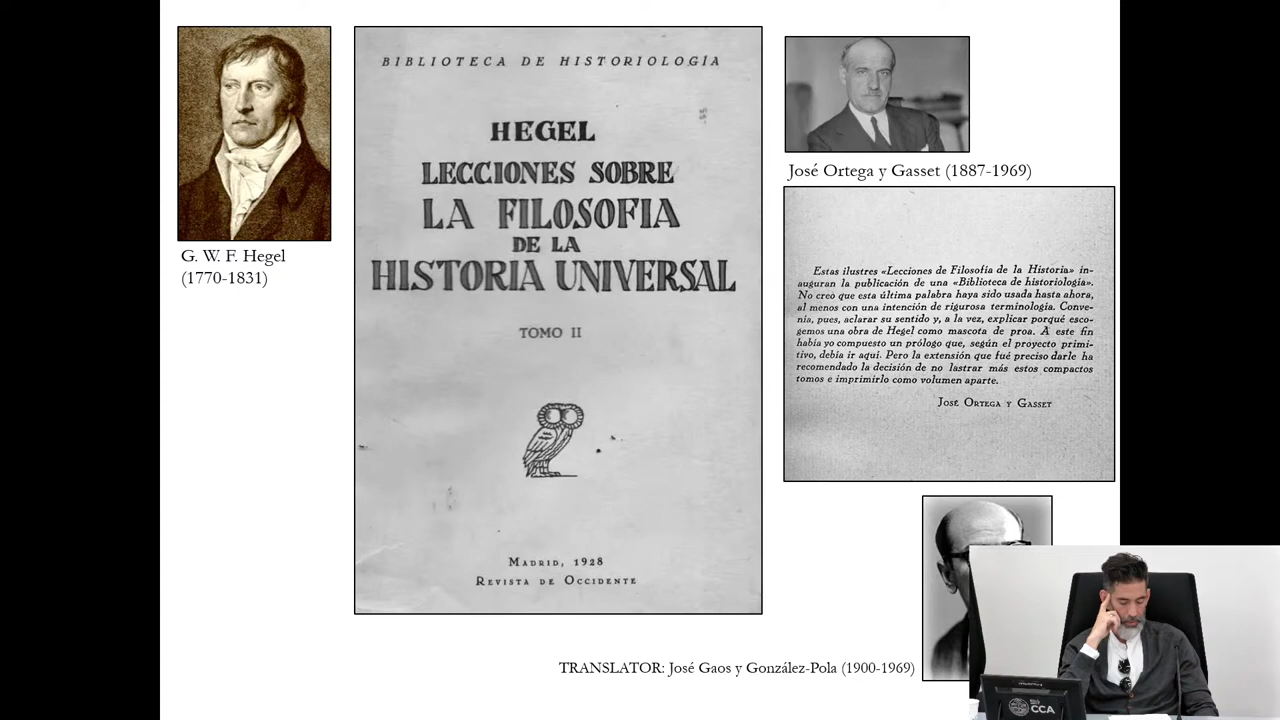 G. W. F. Hegel
(1770-1831)
BIBLIOTECA DE HISTORIOLOGÍA
HEGEL
LECCIONES SOBRE
LA FILOSOFIA
DE LA
HISTORIA UNIVERSAL
TOMO II
MADRID, 1928
REVISTA DE OCCIDENTE
José Ortega y Gasset (1887-1969)
Estas ilustres «Lecciones de Filosofía de la Historia» in-
auguran la publicación de una «Biblioteca de historiología».
No creo que esta última palabra haya sido usada hasta ahora,
al menos con una intención de rigurosa terminología. Conve-
nía, pues, aclarar su sentido y, a la vez, explicar porqué esco-
gemos una obra de Hegel como mascota de proa. A este fin
había yo compuesto un prólogo que, según el proyecto primi-
tivo, debía ir aquí. Pero la extensión que fué preciso darle ha
recomendado la decisión de no lastrar más estos compactos
tomos e imprimirlo como volumen aparte.
JOSÉ ORTEGA Y GASSET
TRANSLATOR: José Gaos y González-Pola (1900-1969)
CCA